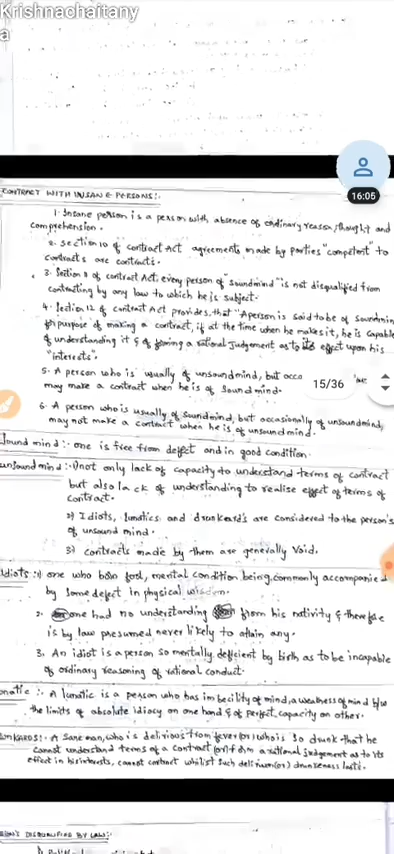 Krishnachaitany
a
16:05
CONTRACT WITH INSANE PERSONS:-
1. Insane person is a person with absence of ordinary reason, thought and
comprehension.
2. Section 10 of contract Act agreements made by parties "competent" to
contracts are contracts.
3. Section 11 of contract Act, every person of "soundmind" is not disqualified from
contracting by any law to which he is subject.
4. Section 12 of contract Act provides that "A person is said to be of soundmin
for purpose of making a contract, if at the time when he makes it, he is capable
of understanding it & of forming a rational Judgement as to its effect upon his
"interests".
5. A person who is usually of unsoundmind, but occa
may make a contract when he is of sound mind.
15/36
6. A person who is usually of soundmind, but occasionally of unsoundmind,
may not make a contract when he is of unsound mind.
Sound mind :- one is free from defect and in good condition.
unsound mind :- 1) not only lack of capacity to understand terms of contract
but also lack of understanding to realise effect of terms of
contract.
2) Idiots, lunatics and drunkeard's are considered to the person's
of unsound mind.
3) contracts made by them are generally void.
Idiots :- 1) one who fool, mental condition being commonly accompanied
by some defect in physical wisdom.
2. one had no understanding from his nativity & therefore
is by law presumed never likely to attain any.
3. An idiot is a person so mentally deficient by birth as to be incapable
of ordinary reasoning of rational conduct.
onatic :- A lunatic is a person who has imbecility of mind, a weakness of mind b/w
the limits of absolute idiocy on one hand & of perfect capacity on other.
UNKARDS:- A sane man, who is delirious from fever (or) who is so drunk that he
cannot understand terms of a contract (or) form a rational judgement as to its
effect in his interests, cannot contract whilist such delirium (or) drunkeness lasts.
DISQUALIFIED BY LAW:-